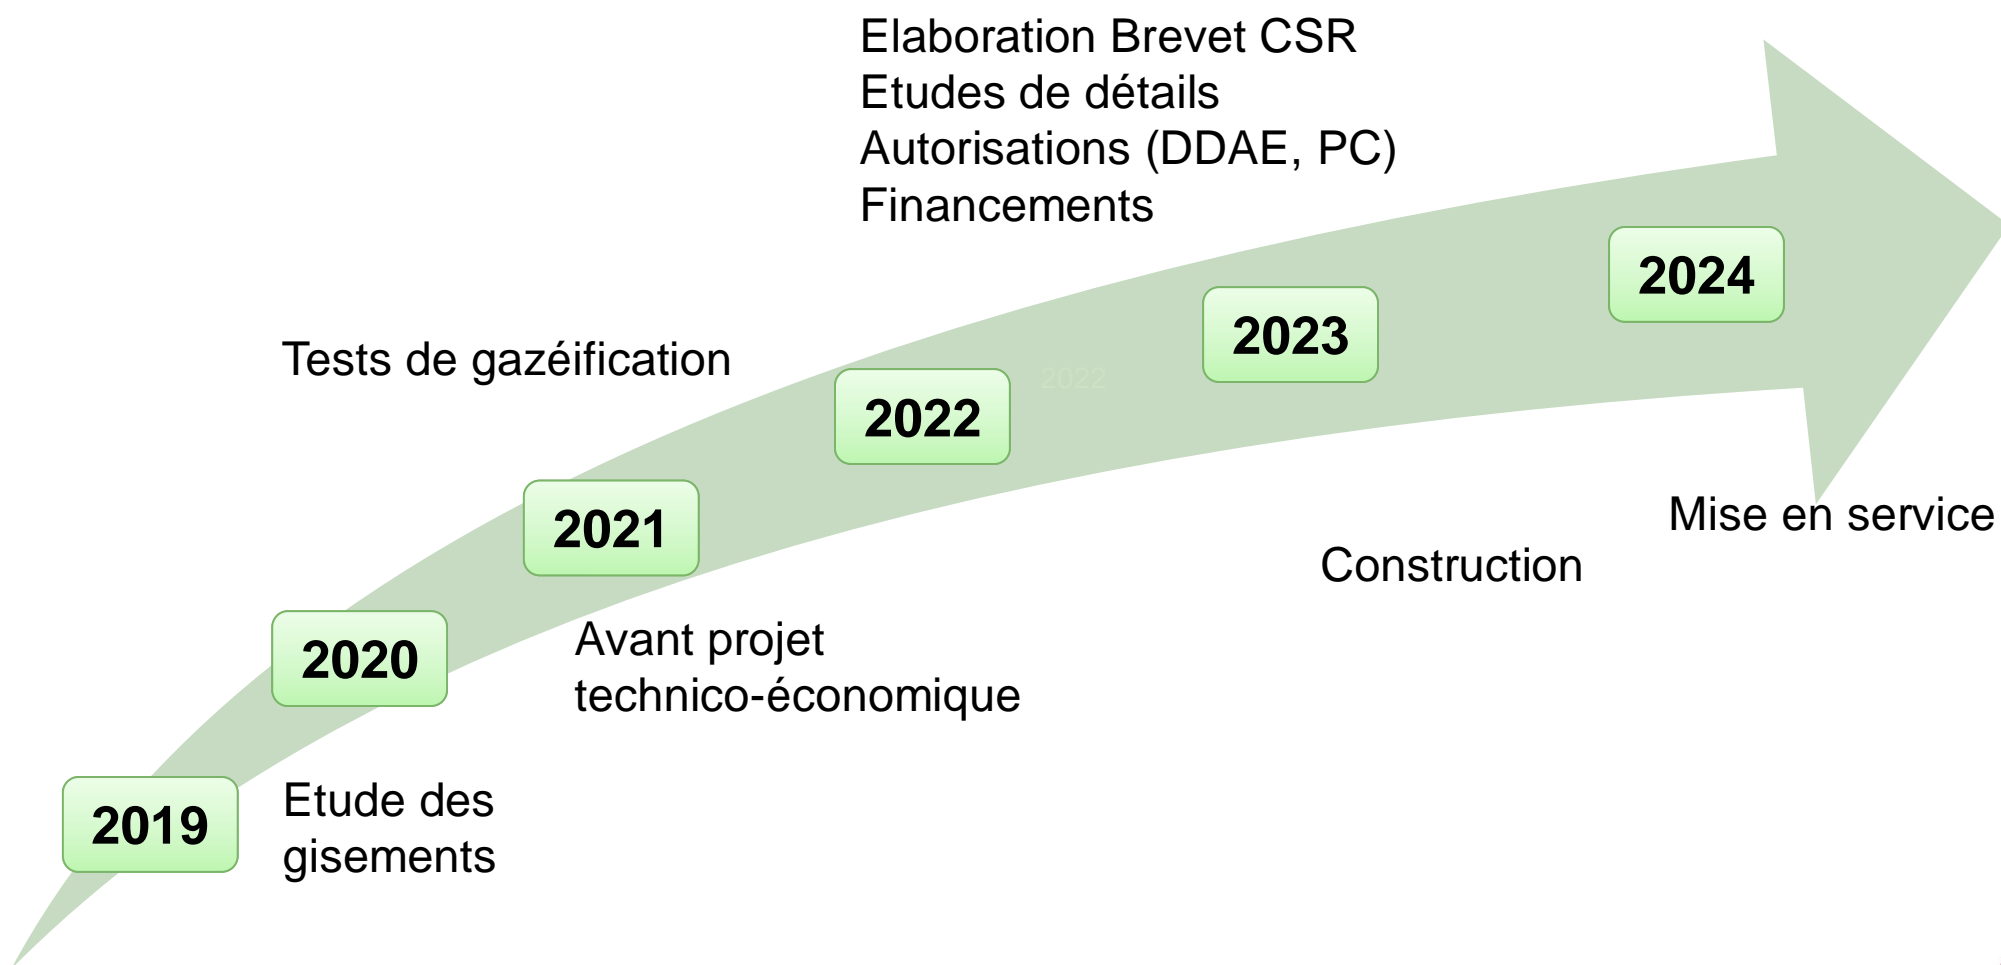 Elaboration Brevet CSR
Etudes de détails
Autorisations (DDAE, PC)
Financements
2024
2023
Tests de gazéification
2022
2022
2021
Mise en service
Construction
2020
Avant projet
technico-économique
2019
Etude des
gisements